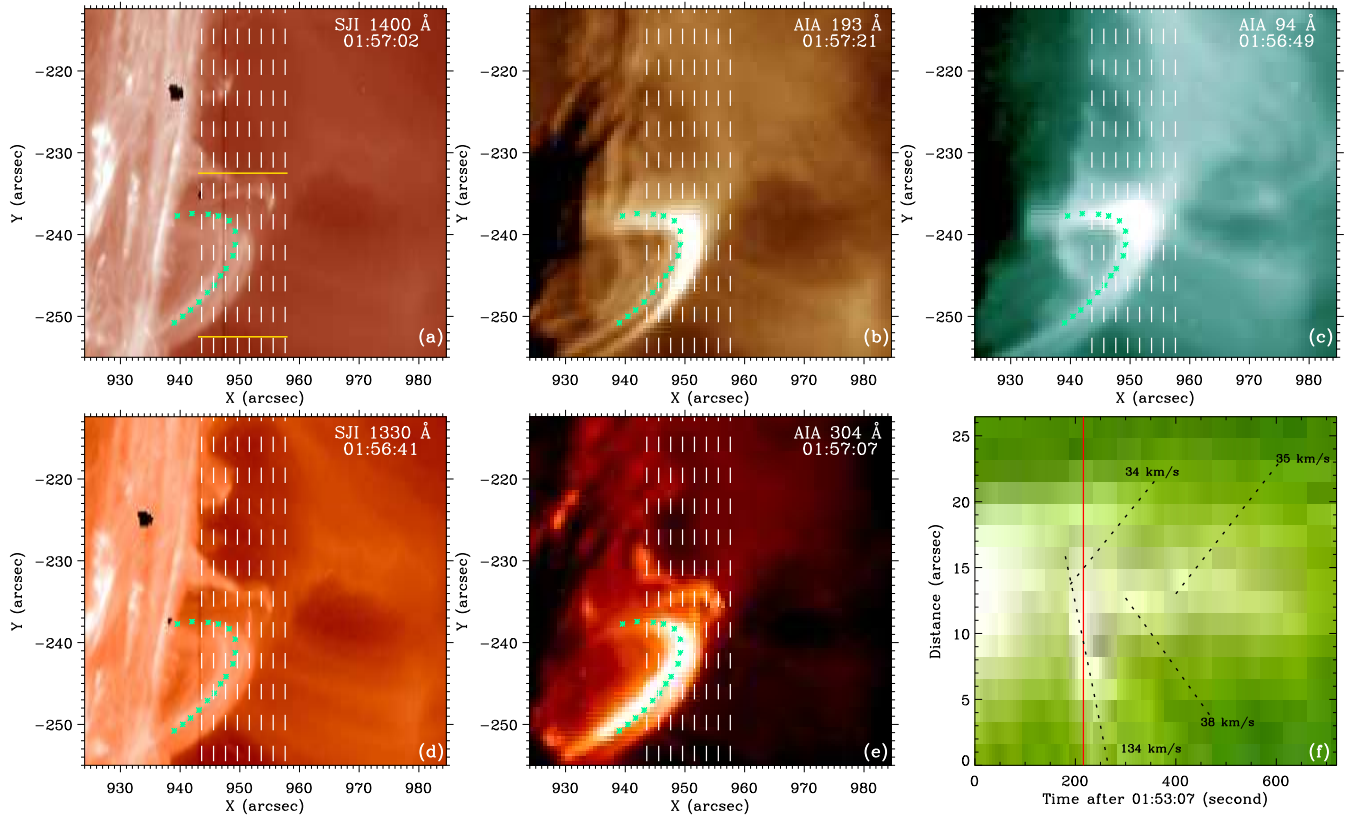 SJI 1400 Å
01:57:02
-220
-230
-240
-250
Y (arcsec)
930 940 950 960 970 980
X (arcsec)
(a)
AIA 193 Å
01:57:21
-220
-230
-240
-250
Y (arcsec)
930 940 950 960 970 980
X (arcsec)
(b)
AIA 94 Å
01:56:49
-220
-230
-240
-250
Y (arcsec)
930 940 950 960 970 980
X (arcsec)
(c)
SJI 1330 Å
01:56:41
-220
-230
-240
-250
Y (arcsec)
930 940 950 960 970 980
X (arcsec)
(d)
AIA 304 Å
01:57:07
-220
-230
-240
-250
Y (arcsec)
930 940 950 960 970 980
X (arcsec)
(e)
25
20
15
10
5
0
Distance (arcsec)
34 km/s
35 km/s
38 km/s
134 km/s
(f)
0 200 400 600
Time after 01:53:07 (second)